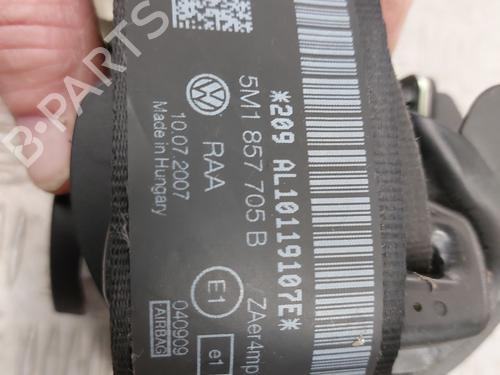 *209 AL10119107E*
5M1 857 705 B
RAA
10.07.2007
Made in Hungary
/ZAer4mp
E1
e1
040909
AIRBAG
B-PARTS